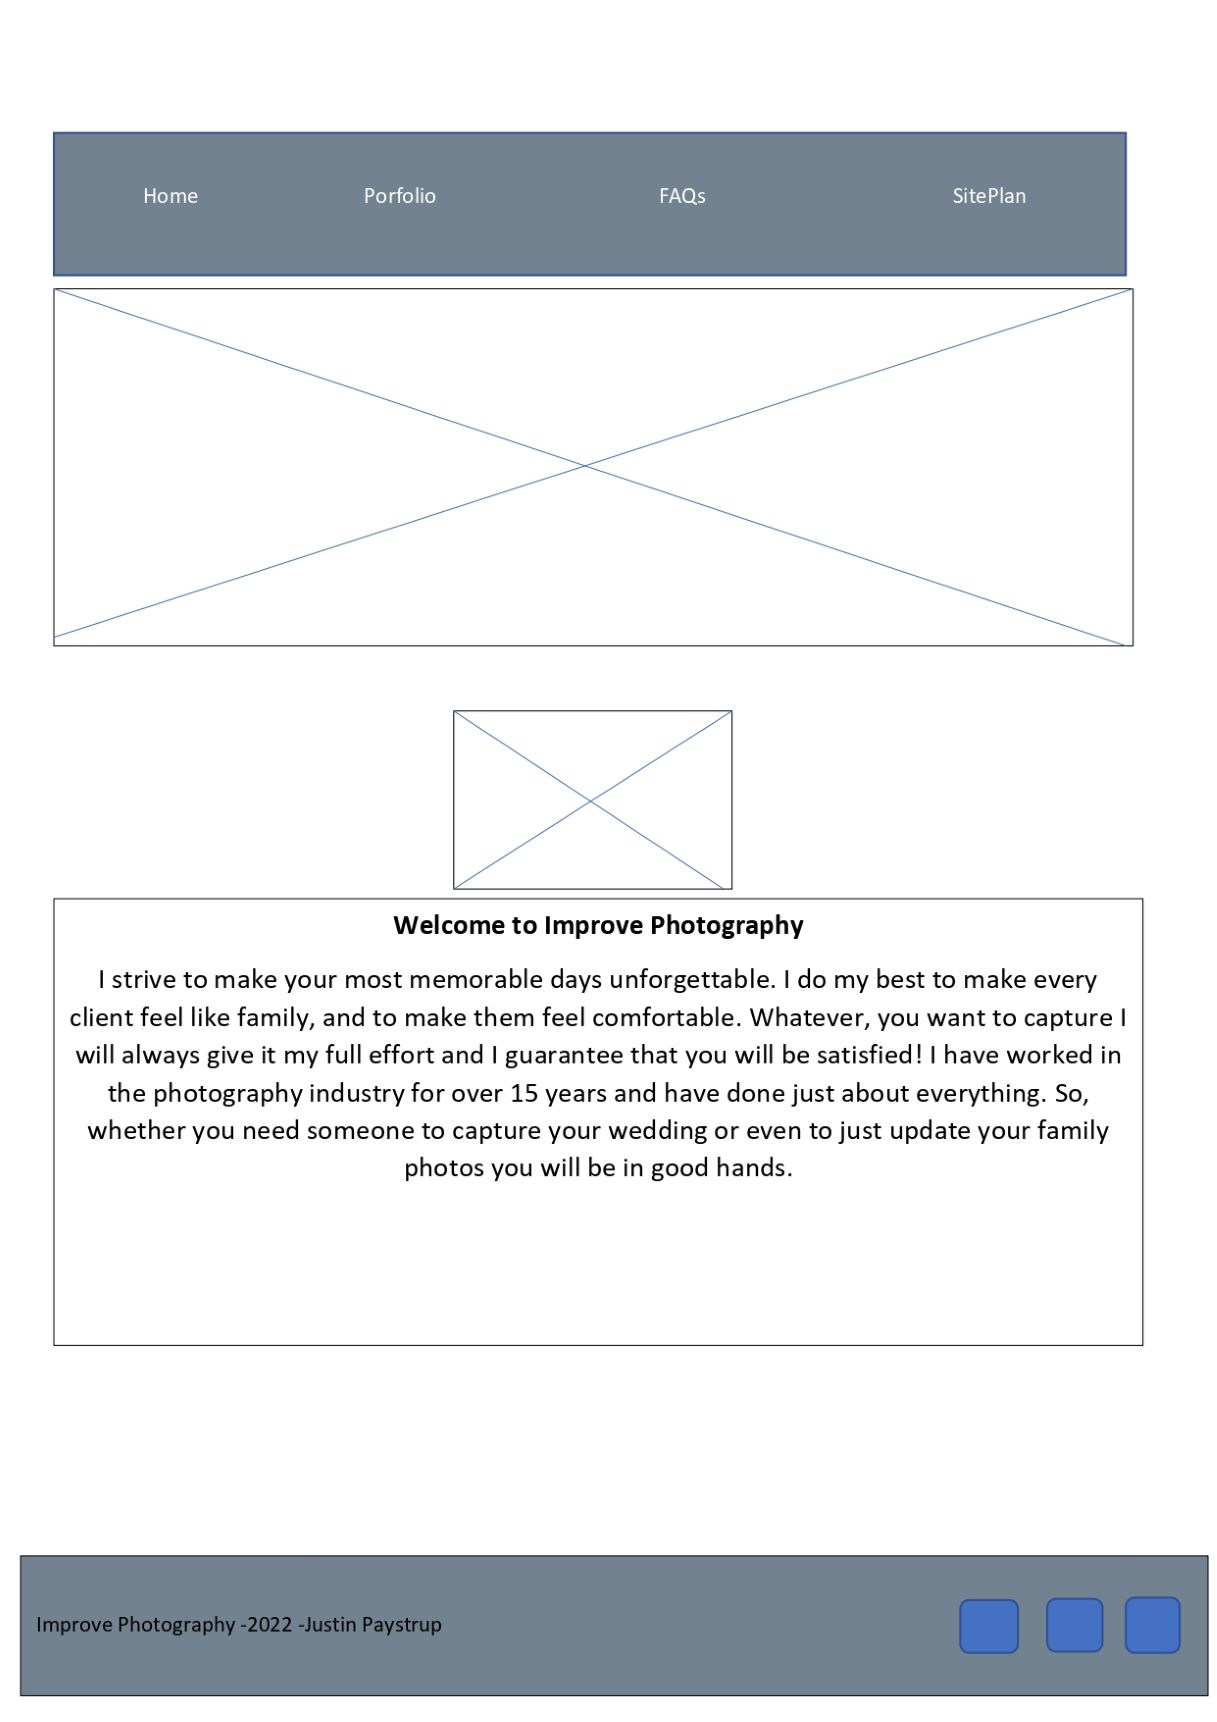 Home Porfolio FAQs SitePlan
Welcome to Improve Photography
I strive to make your most memorable days unforgettable. I do my best to make every
client feel like family, and to make them feel comfortable. Whatever, you want to capture I
will always give it my full effort and I guarantee that you will be satisfied! I have worked in
the photography industry for over 15 years and have done just about everything. So,
whether you need someone to capture your wedding or even to just update your family
photos you will be in good hands.
Improve Photography -2022 -Justin Paystrup